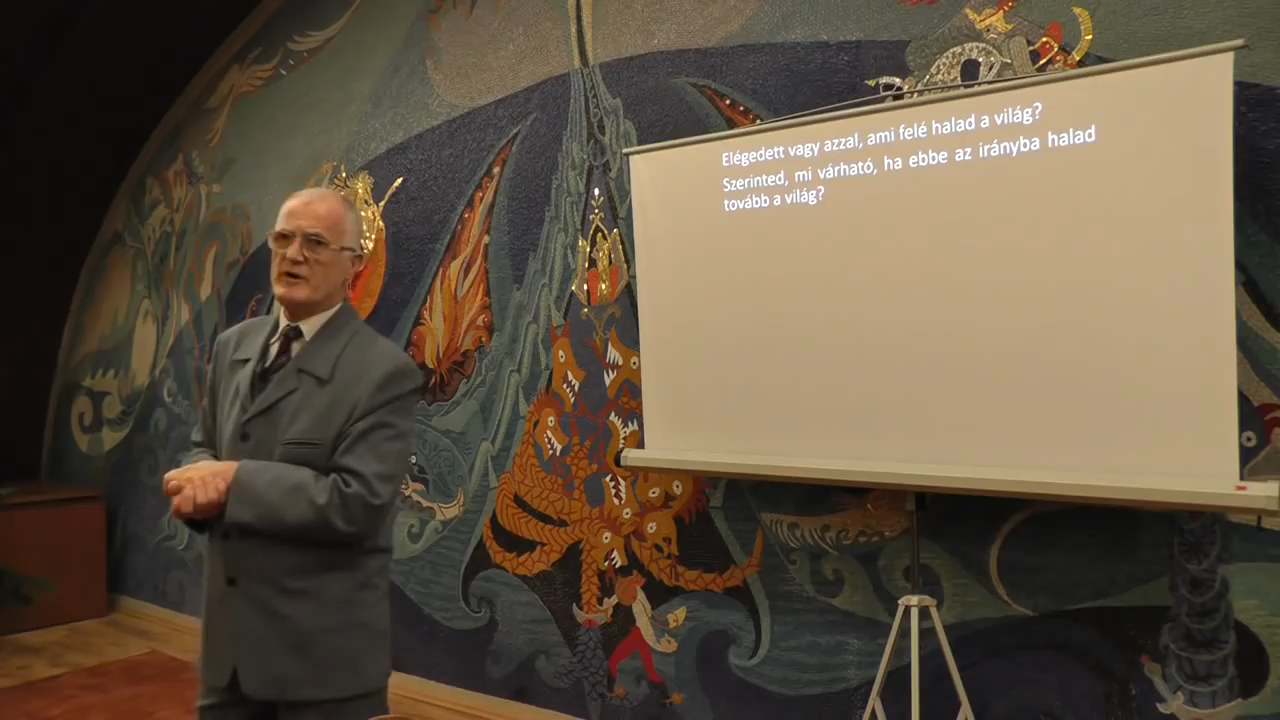 Elégedett vagy azzal, ami felé halad a világ?
Szerinted, mi várható, ha ebbe az irányba halad
tovább a világ?